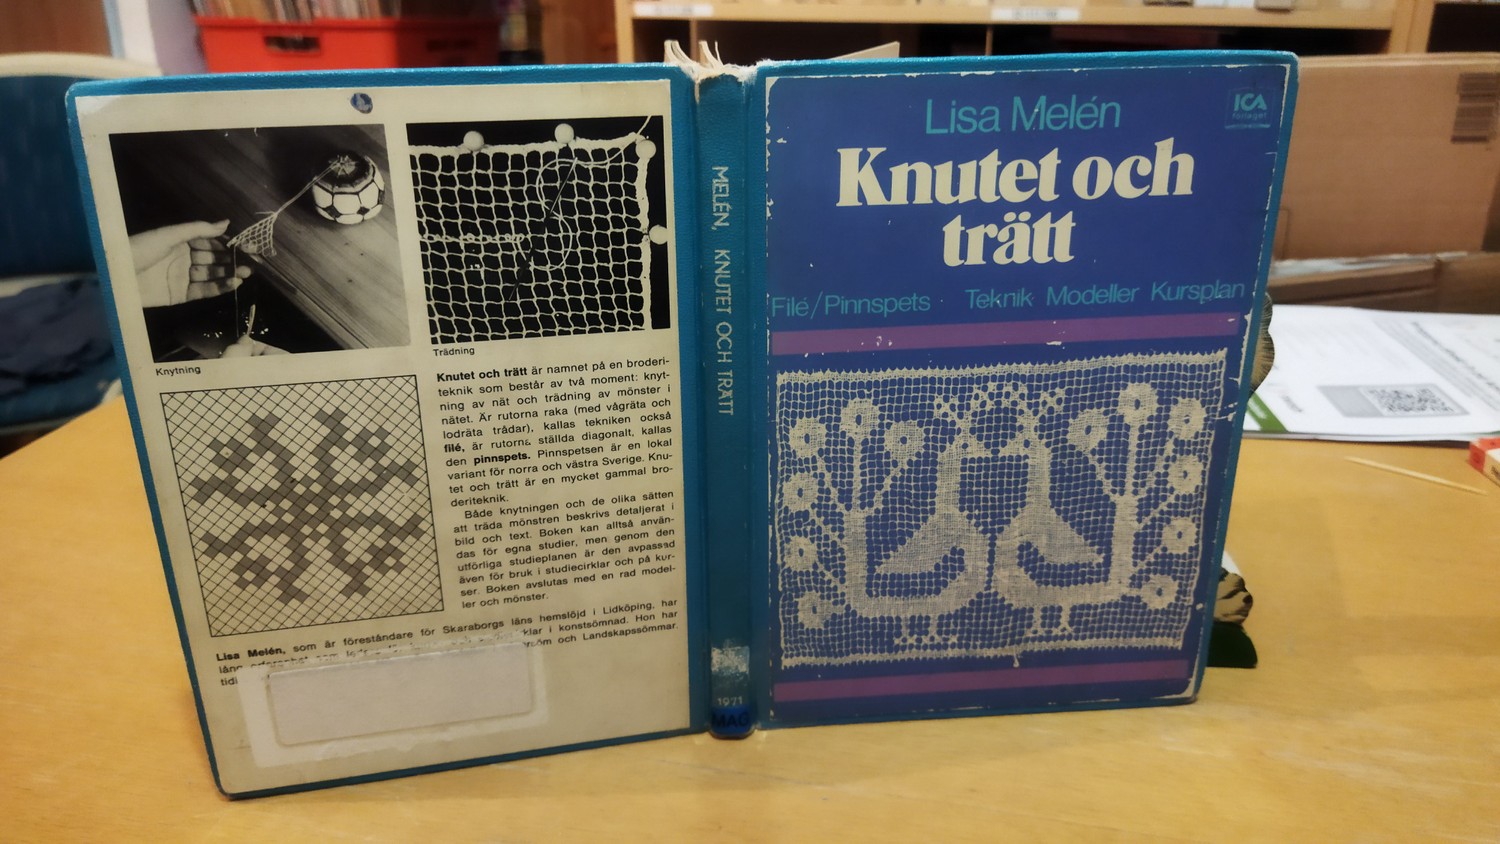 Knytning
Trädning
Knutet och trätt är namnet på en broderi-
teknik som består av två moment: knyt-
ning av nät och trädning av mönster i
nätet. Är rutorna raka (med vågräta och
lodräta trådar), kallas tekniken också
filé, är rutorna ställda diagonalt, kallas
den pinnspets. Pinnspetsen är en lokal
variant för norra och västra Sverige. Knu-
tet och trätt är en mycket gammal bro-
deriteknik.
Både knytningen och de olika sätten
att träda mönstren beskrivs detaljerat i
bild och text. Boken kan alltså använ-
das för egna studier, men genom den
utförliga studieplanen är den avpassad
även för bruk i studiecirklar och på kur-
ser. Boken avslutas med en rad model-
ler och mönster.
Lisa Melén, som är föreståndare för Skaraborgs läns hemslöjd i Lidköping, har
i konstsömnad. Hon har
och Landskapssömmar.
MELÉN, KNUTET OCH TRÄTT
1971
MAG
Lisa Melén
ICA
förlaget
Knutet och
trätt
Filé/Pinnspets Teknik Modeller Kursplan